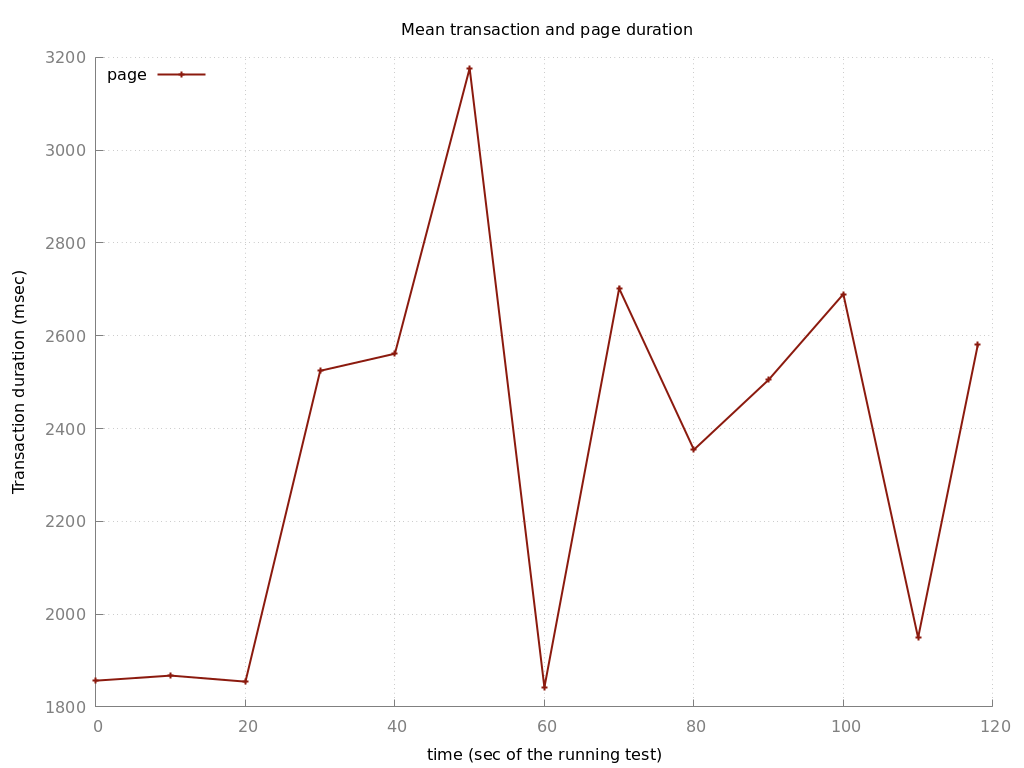 Mean transaction and page duration
page
3200
3000
2800
2600
2400
2200
2000
1800
Transaction duration (msec)
0 20 40 60 80 100 120
time (sec of the running test)